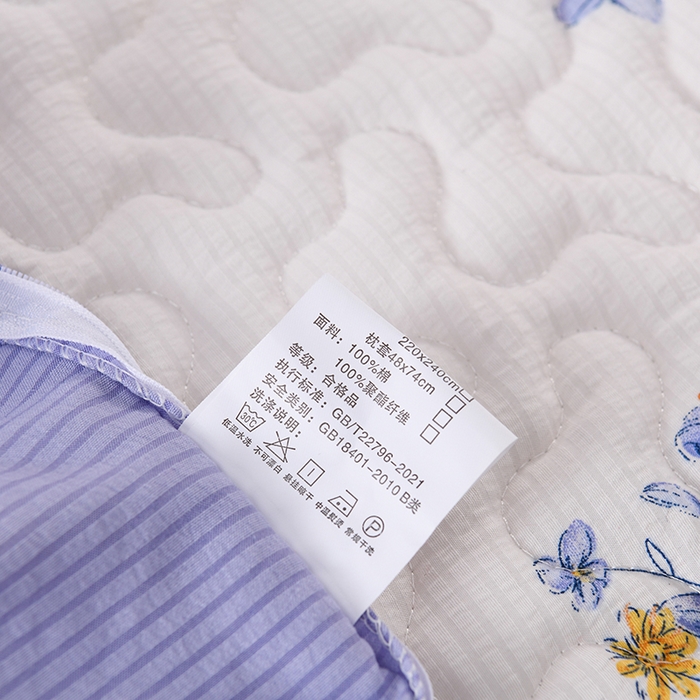 220x240cm □
枕套48x74cm □
面料： 100%棉 □
100%聚酯纤维
等级： 合格品
执行标准： GB/T22796-2021
安全类别： GB18401-2010 B类
洗涤说明：
30℃ P
低温水洗 不可漂白 悬挂晾干 中温熨烫 常规干洗